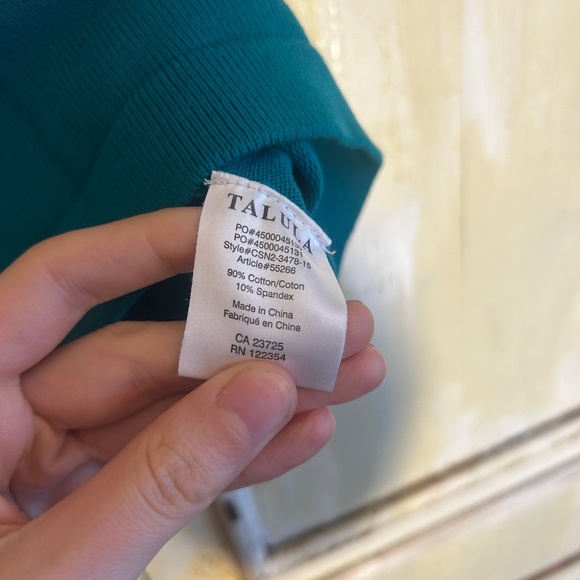 TALULA
PO#4500045131
PO#4500045131
Style#CSN2-3478-15
Article#55266
90% Cotton/Coton
10% Spandex
Made in China
Fabriqué en Chine
CA 23725
RN 122354